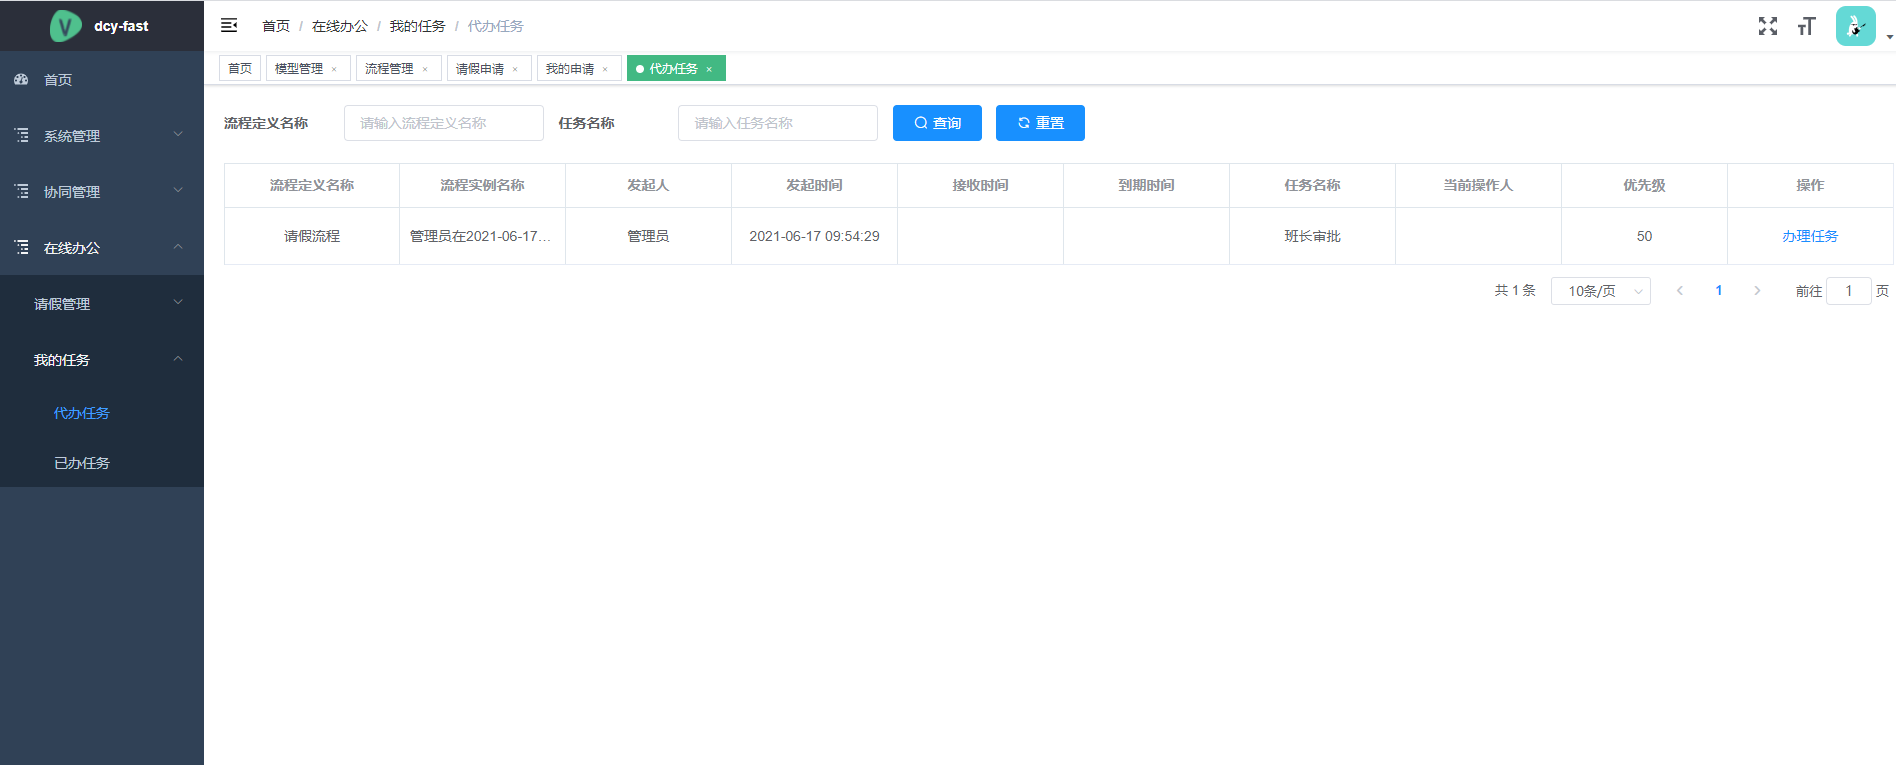 dcy-fast
首页
系统管理
协同管理
在线办公
请假管理
我的任务
代办任务
已办任务
首页 / 在线办公 / 我的任务 / 代办任务
首页 模型管理 × 流程管理 × 请假申请 × 我的申请 × 代办任务 ×
流程定义名称 请输入流程定义名称 任务名称 请输入任务名称 查询 重置
流程定义名称 流程实例名称 发起人 发起时间 接收时间 到期时间 任务名称 当前操作人 优先级 操作
请假流程 管理员在2021-06-17... 管理员 2021-06-17 09:54:29 班长审批 50 办理任务
共 1 条 10条/页 1 前往 1 页